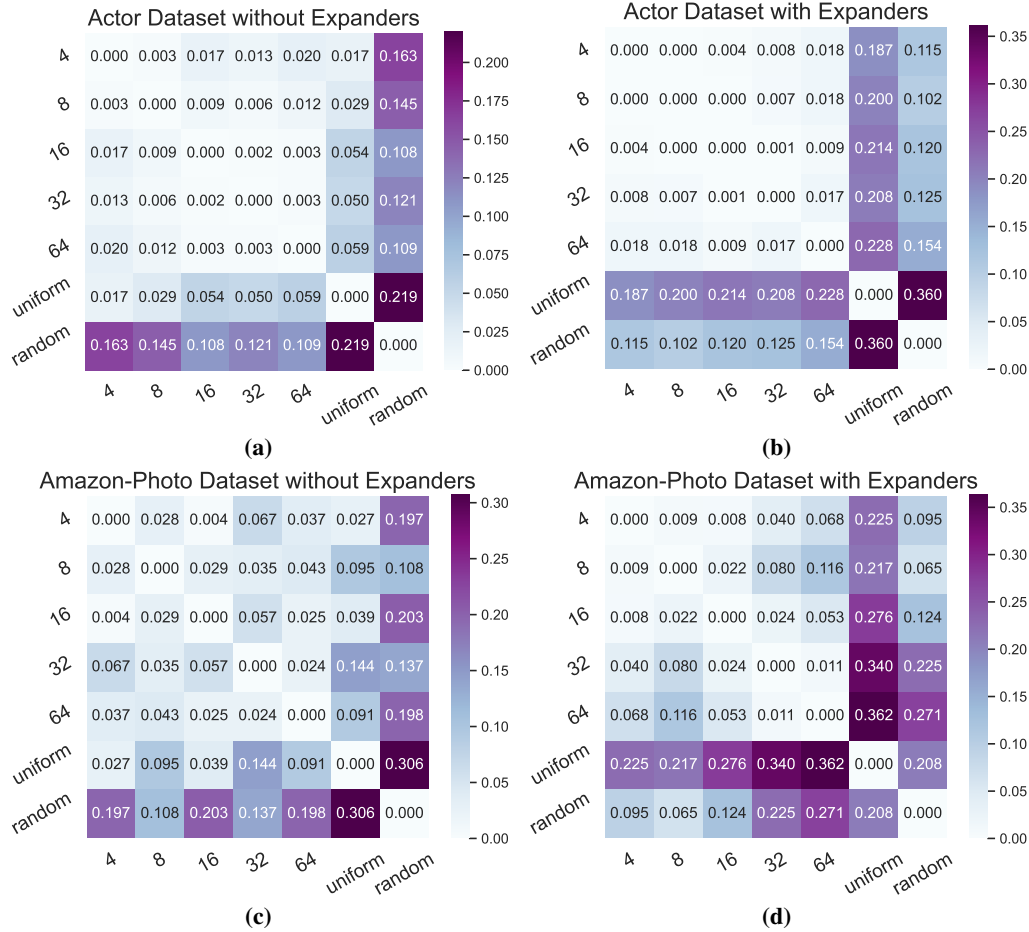 Actor Dataset without Expanders
4 0.000 0.003 0.017 0.013 0.020 0.017 0.163
8 0.003 0.000 0.009 0.006 0.012 0.029 0.145
16 0.017 0.009 0.000 0.002 0.003 0.054 0.108
32 0.013 0.006 0.002 0.000 0.003 0.050 0.121
64 0.020 0.012 0.003 0.003 0.000 0.059 0.109
uniform 0.017 0.029 0.054 0.050 0.059 0.000 0.219
random 0.163 0.145 0.108 0.121 0.109 0.219 0.000
4 8 16 32 64 uniform random
0.200
0.175
0.150
0.125
0.100
0.075
0.050
0.025
0.000
(a)
Actor Dataset with Expanders
4 0.000 0.000 0.004 0.008 0.018 0.187 0.115
8 0.000 0.000 0.000 0.007 0.018 0.200 0.102
16 0.004 0.000 0.000 0.001 0.009 0.214 0.120
32 0.008 0.007 0.001 0.000 0.017 0.208 0.125
64 0.018 0.018 0.009 0.017 0.000 0.228 0.154
uniform 0.187 0.200 0.214 0.208 0.228 0.000 0.360
random 0.115 0.102 0.120 0.125 0.154 0.360 0.000
4 8 16 32 64 uniform random
0.35
0.30
0.25
0.20
0.15
0.10
0.05
0.00
(b)
Amazon-Photo Dataset without Expanders
4 0.000 0.028 0.004 0.067 0.037 0.027 0.197
8 0.028 0.000 0.029 0.035 0.043 0.095 0.108
16 0.004 0.029 0.000 0.057 0.025 0.039 0.203
32 0.067 0.035 0.057 0.000 0.024 0.144 0.137
64 0.037 0.043 0.025 0.024 0.000 0.091 0.198
uniform 0.027 0.095 0.039 0.144 0.091 0.000 0.306
random 0.197 0.108 0.203 0.137 0.198 0.306 0.000
4 8 16 32 64 uniform random
0.30
0.25
0.20
0.15
0.10
0.05
0.00
(c)
Amazon-Photo Dataset with Expanders
4 0.000 0.009 0.008 0.040 0.068 0.225 0.095
8 0.009 0.000 0.022 0.080 0.116 0.217 0.065
16 0.008 0.022 0.000 0.024 0.053 0.276 0.124
32 0.040 0.080 0.024 0.000 0.011 0.340 0.225
64 0.068 0.116 0.053 0.011 0.000 0.362 0.271
uniform 0.225 0.217 0.276 0.340 0.362 0.000 0.208
random 0.095 0.065 0.124 0.225 0.271 0.208 0.000
4 8 16 32 64 uniform random
0.35
0.30
0.25
0.20
0.15
0.10
0.05
0.00
(d)